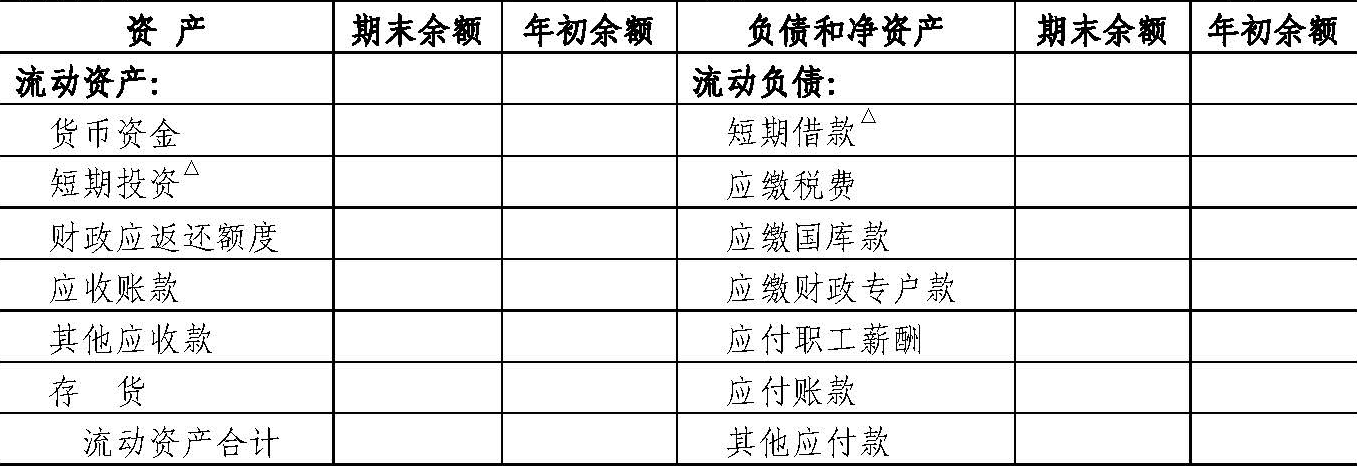 资 产 期末余额 年初余额 负债和净资产 期末余额 年初余额
流动资产： 流动负债：
货币资金 短期借款△
短期投资△ 应缴税费
财政应返还额度 应缴国库款
应收账款 应缴财政专户款
其他应收款 应付职工薪酬
存 货 应付账款
流动资产合计 其他应付款